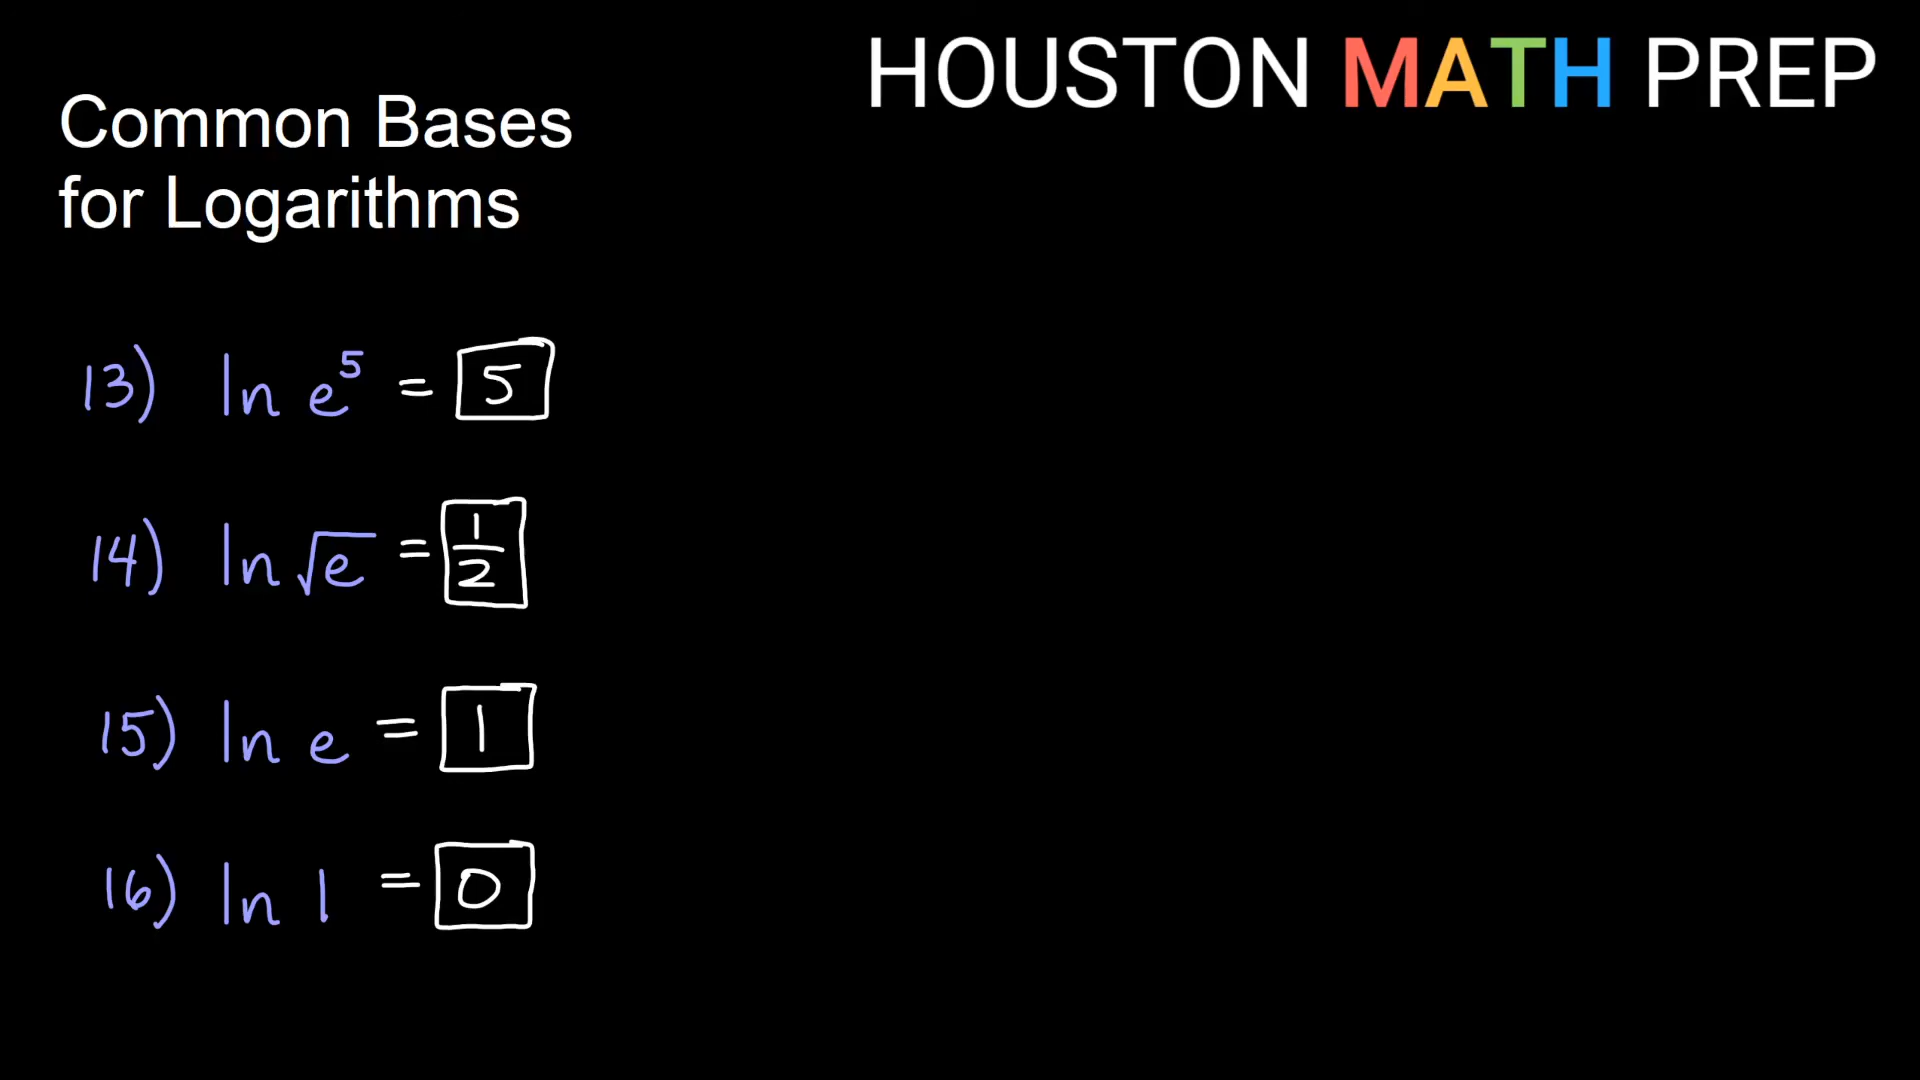 HOUSTON MATH PREP
Common Bases
for Logarithms
13) ln e⁵ = 5
14) ln √e = 1/2
15) ln e = 1
16) ln 1 = 0